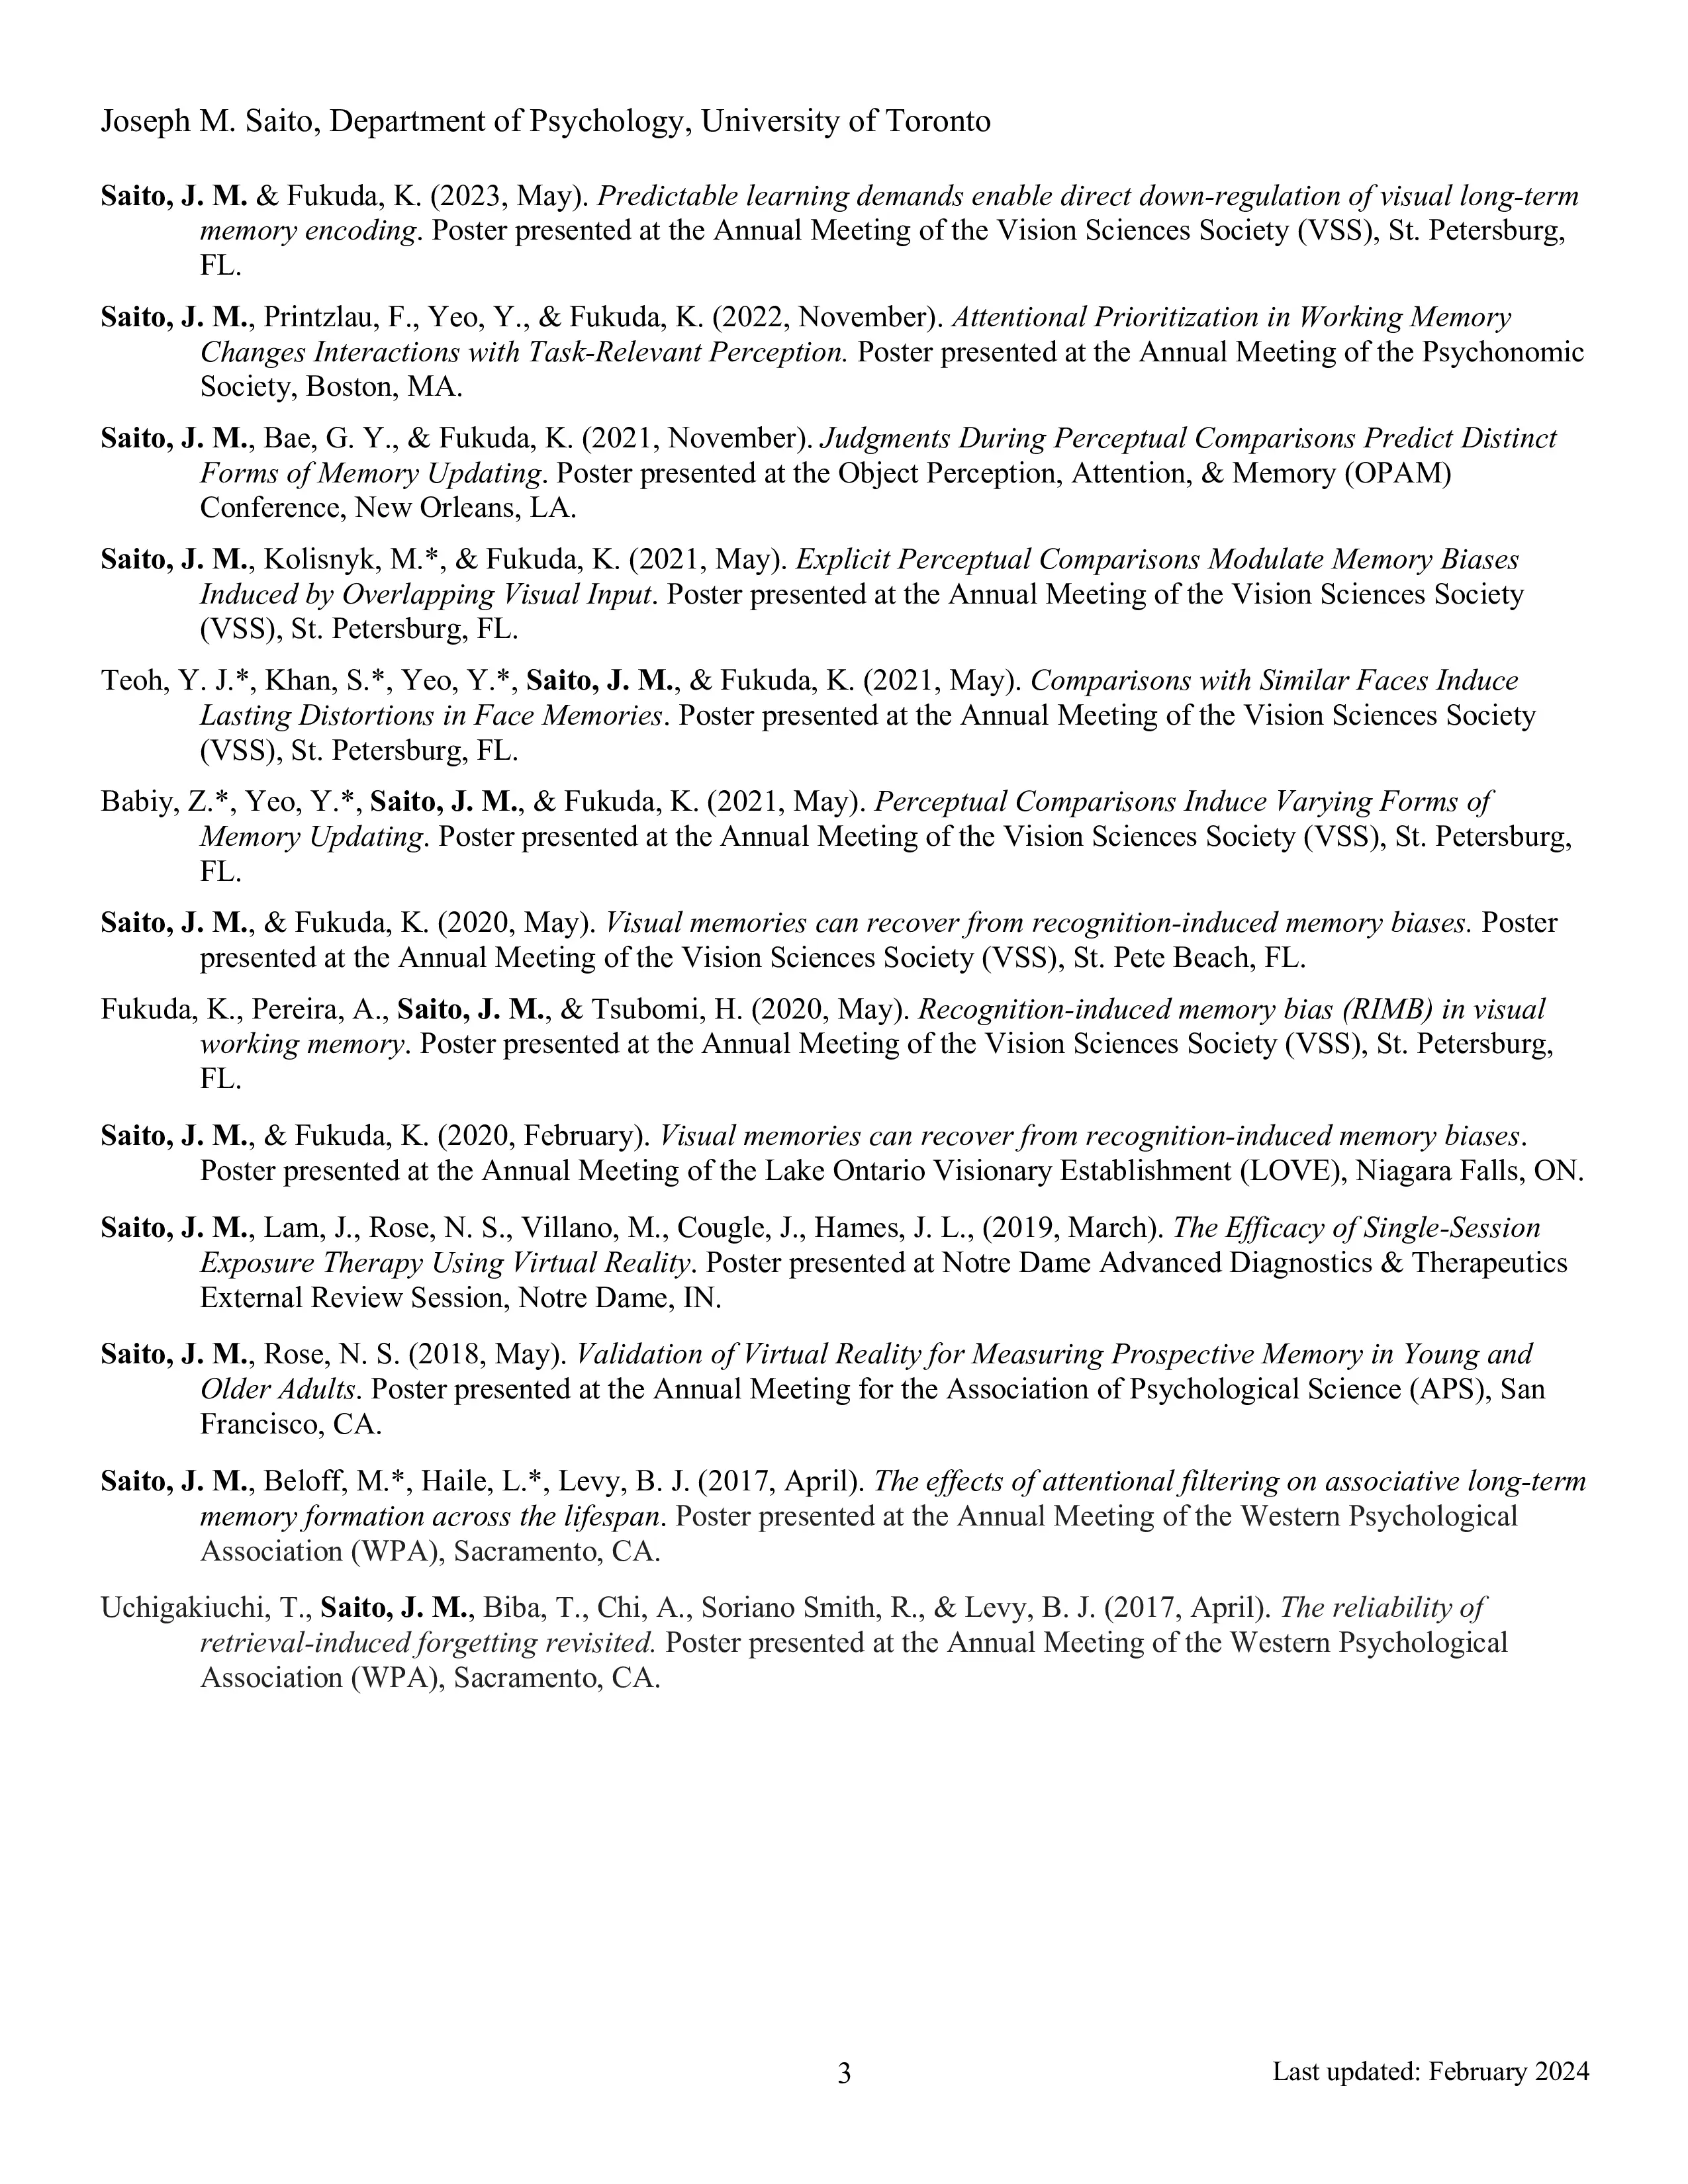 Joseph M. Saito, Department of Psychology, University of Toronto
Saito, J. M. & Fukuda, K. (2023, May). Predictable learning demands enable direct down-regulation of visual long-term
memory encoding. Poster presented at the Annual Meeting of the Vision Sciences Society (VSS), St. Petersburg,
FL.
Saito, J. M., Printzlau, F., Yeo, Y., & Fukuda, K. (2022, November). Attentional Prioritization in Working Memory
Changes Interactions with Task-Relevant Perception. Poster presented at the Annual Meeting of the Psychonomic
Society, Boston, MA.
Saito, J. M., Bae, G. Y., & Fukuda, K. (2021, November). Judgments During Perceptual Comparisons Predict Distinct
Forms of Memory Updating. Poster presented at the Object Perception, Attention, & Memory (OPAM)
Conference, New Orleans, LA.
Saito, J. M., Kolisnyk, M.*, & Fukuda, K. (2021, May). Explicit Perceptual Comparisons Modulate Memory Biases
Induced by Overlapping Visual Input. Poster presented at the Annual Meeting of the Vision Sciences Society
(VSS), St. Petersburg, FL.
Teoh, Y. J.*, Khan, S.*, Yeo, Y.*, Saito, J. M., & Fukuda, K. (2021, May). Comparisons with Similar Faces Induce
Lasting Distortions in Face Memories. Poster presented at the Annual Meeting of the Vision Sciences Society
(VSS), St. Petersburg, FL.
Babiy, Z.*, Yeo, Y.*, Saito, J. M., & Fukuda, K. (2021, May). Perceptual Comparisons Induce Varying Forms of
Memory Updating. Poster presented at the Annual Meeting of the Vision Sciences Society (VSS), St. Petersburg,
FL.
Saito, J. M., & Fukuda, K. (2020, May). Visual memories can recover from recognition-induced memory biases. Poster
presented at the Annual Meeting of the Vision Sciences Society (VSS), St. Pete Beach, FL.
Fukuda, K., Pereira, A., Saito, J. M., & Tsubomi, H. (2020, May). Recognition-induced memory bias (RIMB) in visual
working memory. Poster presented at the Annual Meeting of the Vision Sciences Society (VSS), St. Petersburg,
FL.
Saito, J. M., & Fukuda, K. (2020, February). Visual memories can recover from recognition-induced memory biases.
Poster presented at the Annual Meeting of the Lake Ontario Visionary Establishment (LOVE), Niagara Falls, ON.
Saito, J. M., Lam, J., Rose, N. S., Villano, M., Cougle, J., Hames, J. L., (2019, March). The Efficacy of Single-Session
Exposure Therapy Using Virtual Reality. Poster presented at Notre Dame Advanced Diagnostics & Therapeutics
External Review Session, Notre Dame, IN.
Saito, J. M., Rose, N. S. (2018, May). Validation of Virtual Reality for Measuring Prospective Memory in Young and
Older Adults. Poster presented at the Annual Meeting for the Association of Psychological Science (APS), San
Francisco, CA.
Saito, J. M., Beloff, M.*, Haile, L.*, Levy, B. J. (2017, April). The effects of attentional filtering on associative long-term
memory formation across the lifespan. Poster presented at the Annual Meeting of the Western Psychological
Association (WPA), Sacramento, CA.
Uchigakiuchi, T., Saito, J. M., Biba, T., Chi, A., Soriano Smith, R., & Levy, B. J. (2017, April). The reliability of
retrieval-induced forgetting revisited. Poster presented at the Annual Meeting of the Western Psychological
Association (WPA), Sacramento, CA.
3
Last updated: February 2024